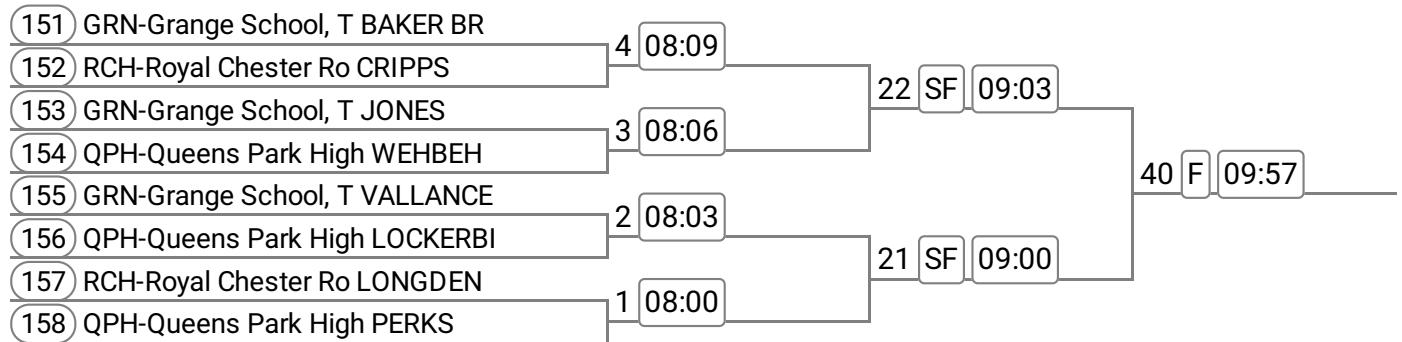 151 GRN-Grange School, T BAKER BR
4 08:09
152 RCH-Royal Chester Ro CRIPPS
22 SF 09:03
153 GRN-Grange School, T JONES
3 08:06
154 QPH-Queens Park High WEHBEH
40 F 09:57
155 GRN-Grange School, T VALLANCE
2 08:03
156 QPH-Queens Park High LOCKERBI
21 SF 09:00
157 RCH-Royal Chester Ro LONGDEN
1 08:00
158 QPH-Queens Park High PERKS